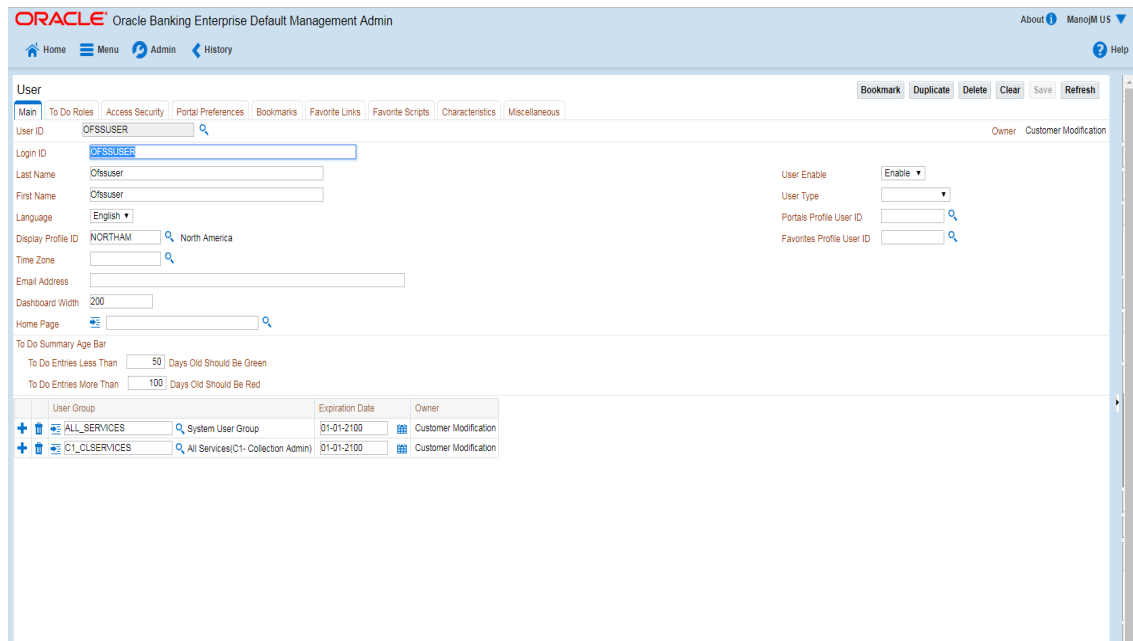 ORACLE® Oracle Banking Enterprise Default Management Admin About ManojM US
Home Menu Admin History Help
User Bookmark Duplicate Delete Clear Save Refresh
Main To Do Roles Access Security Portal Preferences Bookmarks Favorite Links Favorite Scripts Characteristics Miscellaneous
User ID OFSSUSER Owner Customer Modification
Login ID OFSSUSER
Last Name Ofssuser User Enable Enable
First Name Ofssuser User Type
Language English Portals Profile User ID
Display Profile ID NORTHAM North America Favorites Profile User ID
Time Zone
Email Address
Dashboard Width 200
Home Page
To Do Summary Age Bar
To Do Entries Less Than 50 Days Old Should Be Green
To Do Entries More Than 100 Days Old Should Be Red
User Group Expiration Date Owner
ALL_SERVICES System User Group 01-01-2100 Customer Modification
C1_CLSERVICES All Services(C1- Collection Admin) 01-01-2100 Customer Modification